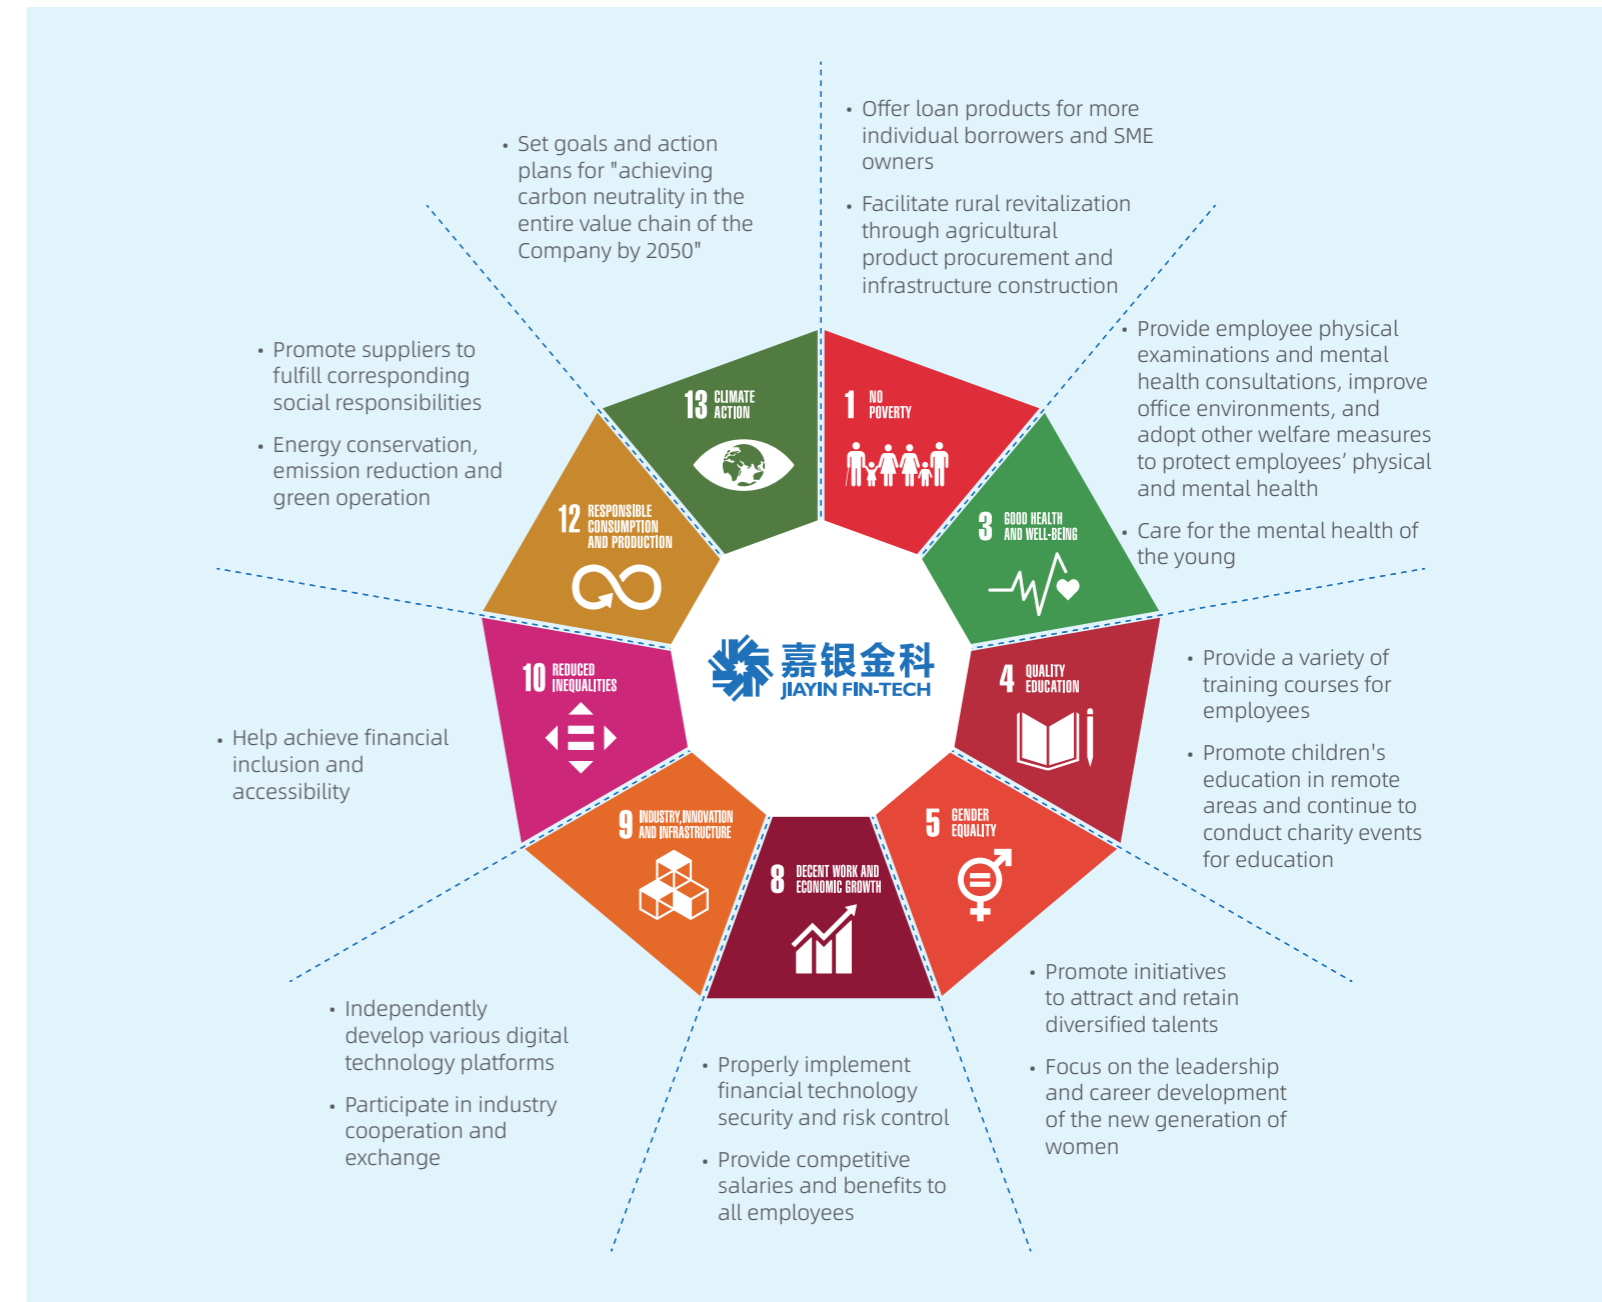 • Offer loan products for more
individual borrowers and SME
owners
• Facilitate rural revitalization
through agricultural
product procurement and
infrastructure construction
• Set goals and action
plans for "achieving
carbon neutrality in the
entire value chain of the
Company by 2050"
• Provide employee physical
examinations and mental
health consultations, improve
office environments, and
adopt other welfare measures
to protect employees’ physical
and mental health
• Care for the mental health of
the young
• Promote suppliers to
fulfill corresponding
social responsibilities
• Energy conservation,
emission reduction and
green operation
13 CLIMATE
ACTION
1 NO
POVERTY
12 RESPONSIBLE
CONSUMPTION
AND PRODUCTION
3 GOOD HEALTH
AND WELL-BEING
嘉银金科
JIAYIN FIN-TECH
10 REDUCED
INEQUALITIES
4 QUALITY
EDUCATION
• Provide a variety of
training courses for
employees
• Promote children's
education in remote
areas and continue to
conduct charity events
for education
• Help achieve financial
inclusion and
accessibility
9 INDUSTRY, INNOVATION
AND INFRASTRUCTURE
5 GENDER
EQUALITY
8 DECENT WORK AND
ECONOMIC GROWTH
• Promote initiatives
to attract and retain
diversified talents
• Focus on the leadership
and career development
of the new generation of
women
• Independently
develop various digital
technology platforms
• Participate in industry
cooperation and
exchange
• Properly implement
financial technology
security and risk control
• Provide competitive
salaries and benefits to
all employees